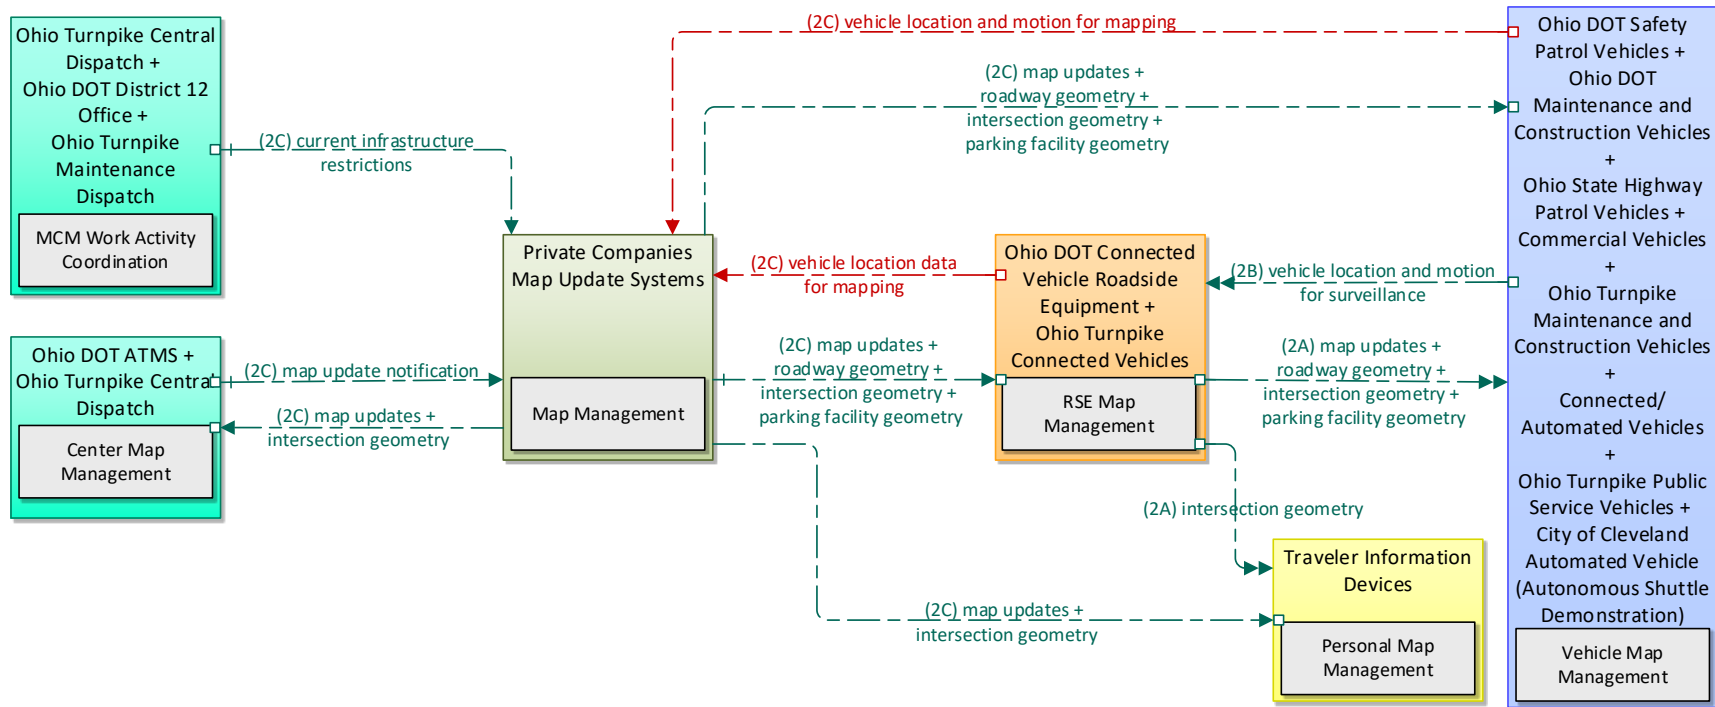 Ohio Turnpike Central
Dispatch +
Ohio DOT District 12
Office +
Ohio Turnpike
Maintenance
Dispatch
MCM Work Activity
Coordination
(2C) current infrastructure
restrictions
Ohio DOT ATMS +
Ohio Turnpike Central
Dispatch
Center Map
Management
(2C) map update notification
(2C) map updates +
intersection geometry
Private Companies
Map Update Systems
Map Management
(2C) vehicle location and motion for mapping
(2C) map updates +
roadway geometry +
intersection geometry +
parking facility geometry
(2C) vehicle location data
for mapping
(2C) map updates +
roadway geometry +
intersection geometry +
parking facility geometry
(2C) map updates +
intersection geometry
Ohio DOT Connected
Vehicle Roadside
Equipment +
Ohio Turnpike
Connected Vehicles
RSE Map
Management
(2B) vehicle location and motion
for surveillance
(2A) map updates +
roadway geometry +
intersection geometry +
parking facility geometry
(2A) intersection geometry
Traveler Information
Devices
Personal Map
Management
Ohio DOT Safety
Patrol Vehicles +
Ohio DOT
Maintenance and
Construction Vehicles
+
Ohio State Highway
Patrol Vehicles +
Commercial Vehicles
+
Ohio Turnpike
Maintenance and
Construction Vehicles
+
Connected/
Automated Vehicles
+
Ohio Turnpike Public
Service Vehicles +
City of Cleveland
Automated Vehicle
(Autonomous Shuttle
Demonstration)
Vehicle Map
Management